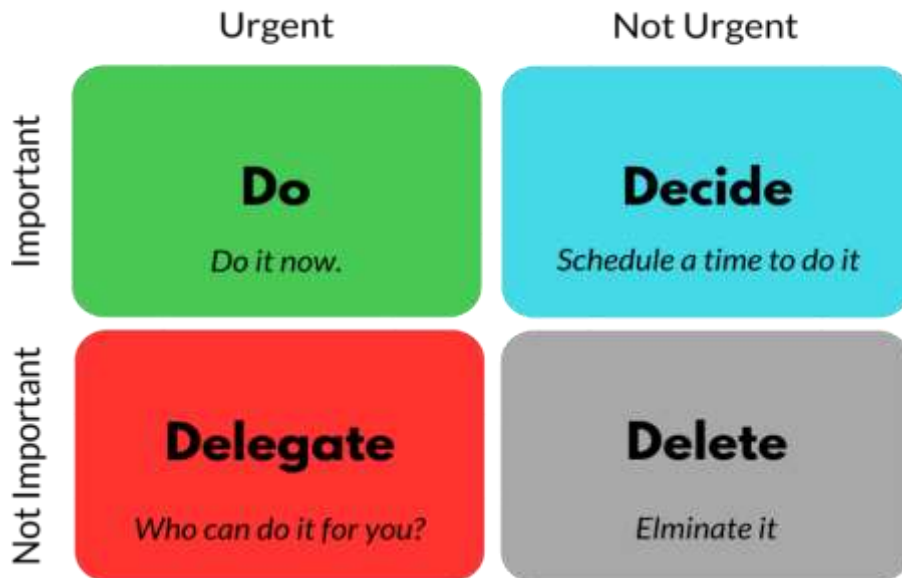 Urgent
Not Urgent
Important
Do
Do it now.
Decide
Schedule a time to do it
Not Important
Delegate
Who can do it for you?
Delete
Elminate it